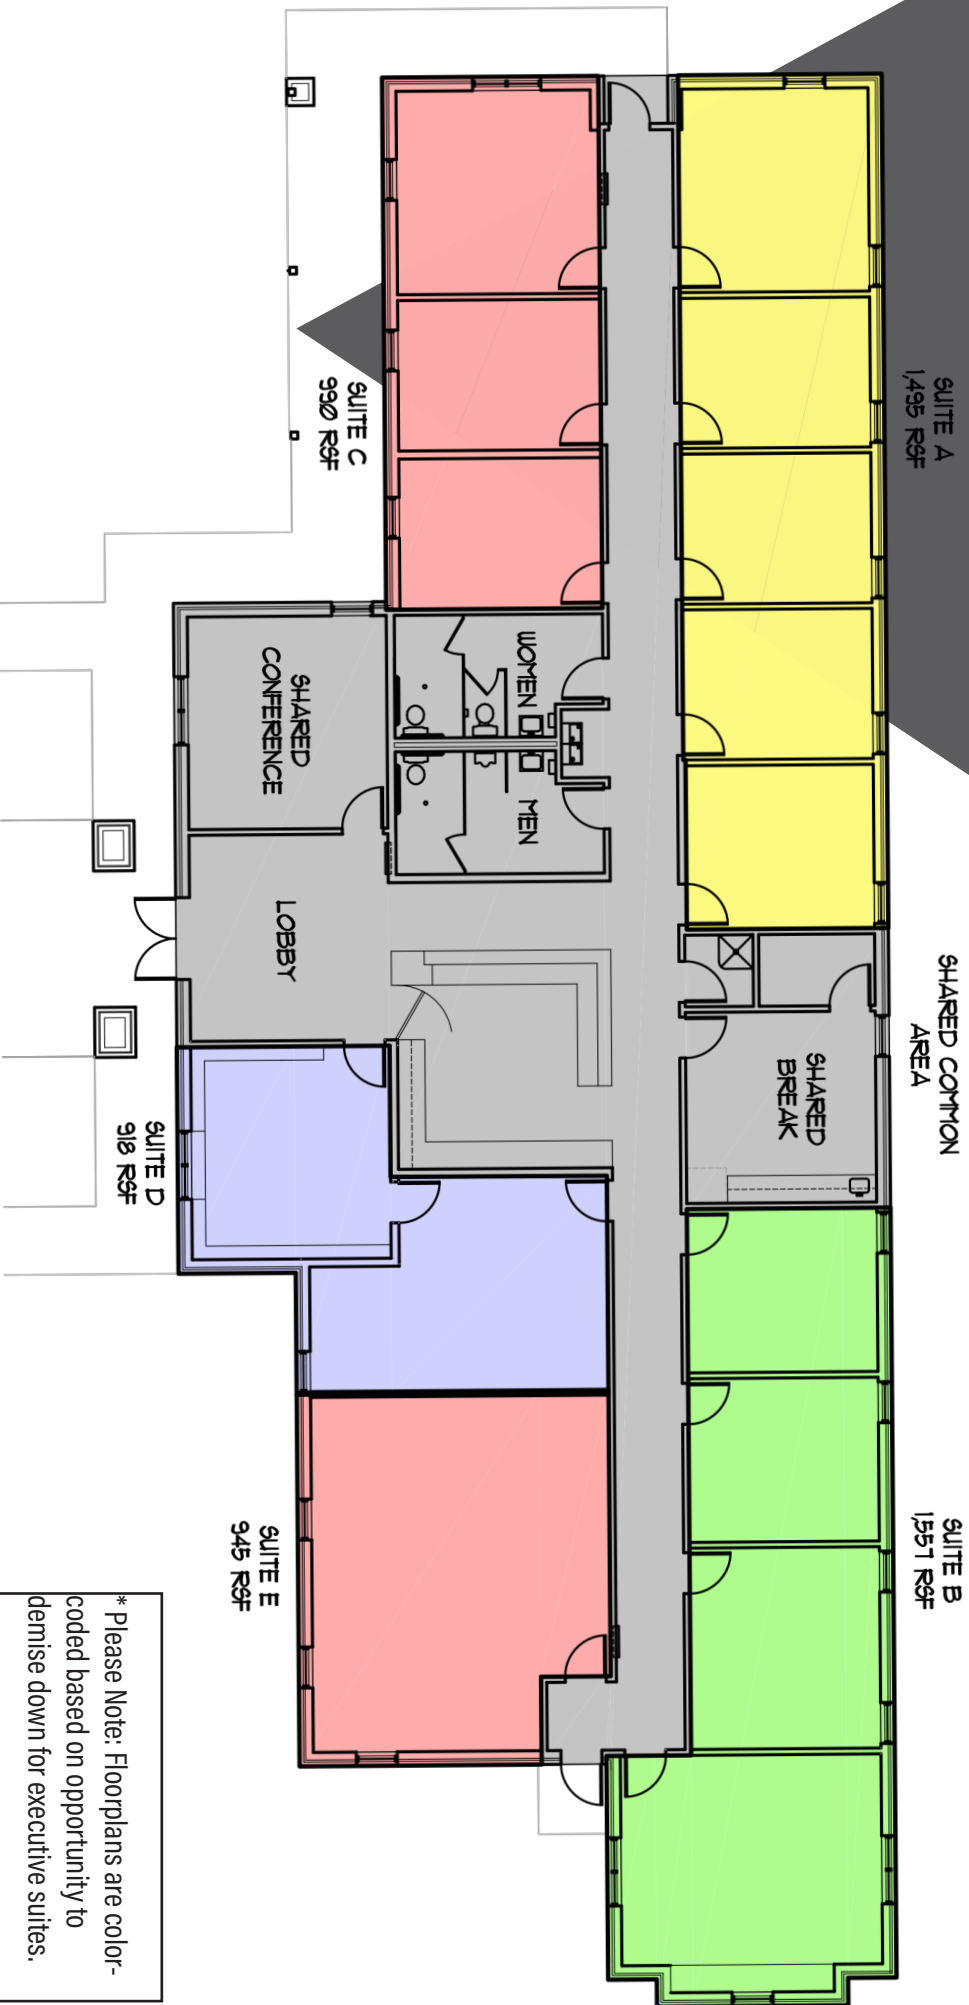 SUITE A
1,495 RSF
SHARED COMMON
AREA
SUITE B
1,557 RSF
SHARED
BREAK
WOMEN
MEN
SUITE C
990 RSF
SHARED
CONFERENCE
LOBBY
SUITE D
918 RSF
SUITE E
945 RSF
* Please Note: Floorplans are color-
coded based on opportunity to
demise down for executive suites.